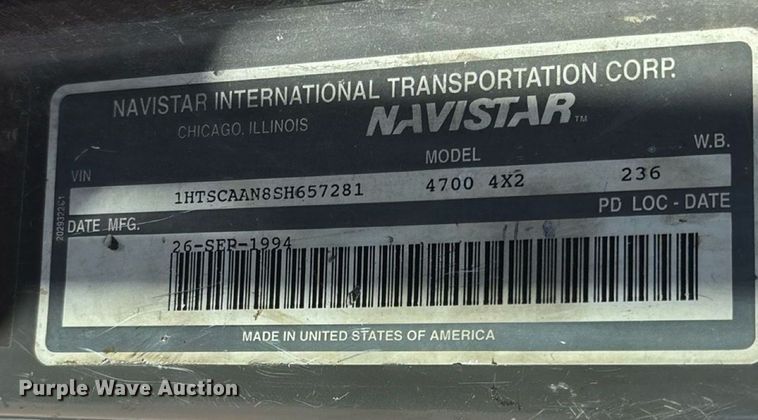 NAVISTAR INTERNATIONAL TRANSPORTATION CORP.
CHICAGO, ILLINOIS NAVISTAR TM
VIN MODEL W.B.
1HTSCAAN8SH657281 4700 4X2 236
DATE MFG. PD LOC - DATE
26-SEP-1994
MADE IN UNITED STATES OF AMERICA
Purple Wave Auction